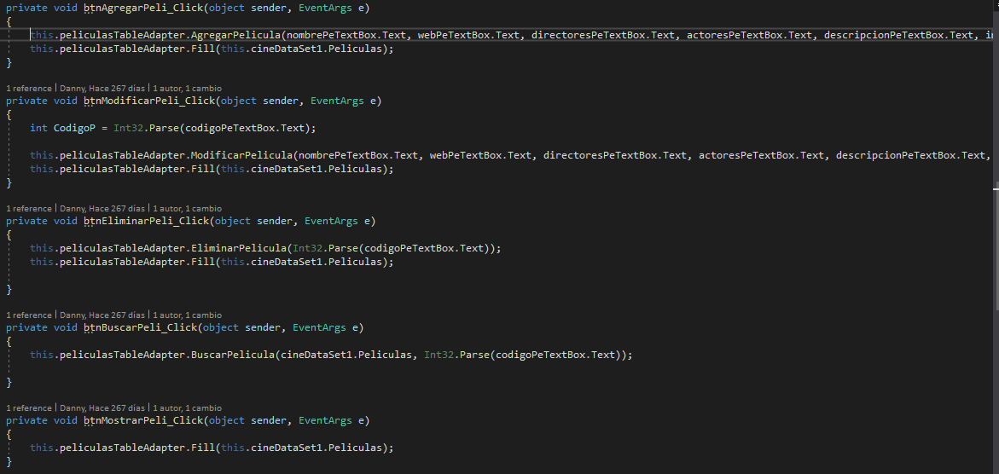 private void btnAgregarPeli_Click(object sender, EventArgs e)
{
this.peliculasTableAdapter.AgregarPelicula(nombrePeTextBox.Text, webPeTextBox.Text, directoresPeTextBox.Text, actoresPeTextBox.Text, descripcionPeTextBox.Text, in
this.peliculasTableAdapter.Fill(this.cineDataSet1.Peliculas);
}
1 reference | Danny, Hace 267 días | 1 autor, 1 cambio
private void btnModificarPeli_Click(object sender, EventArgs e)
{
int CodigoP = Int32.Parse(codigoPeTextBox.Text);
this.peliculasTableAdapter.ModificarPelicula(nombrePeTextBox.Text, webPeTextBox.Text, directoresPeTextBox.Text, actoresPeTextBox.Text, descripcionPeTextBox.Text,
this.peliculasTableAdapter.Fill(this.cineDataSet1.Peliculas);
}
1 reference | Danny, Hace 267 días | 1 autor, 1 cambio
private void btnEliminarPeli_Click(object sender, EventArgs e)
{
this.peliculasTableAdapter.EliminarPelicula(Int32.Parse(codigoPeTextBox.Text));
this.peliculasTableAdapter.Fill(this.cineDataSet1.Peliculas);
}
1 reference | Danny, Hace 267 días | 1 autor, 1 cambio
private void btnBuscarPeli_Click(object sender, EventArgs e)
{
this.peliculasTableAdapter.BuscarPelicula(cineDataSet1.Peliculas, Int32.Parse(codigoPeTextBox.Text));
}
1 reference | Danny, Hace 267 días | 1 autor, 1 cambio
private void btnMostrarPeli_Click(object sender, EventArgs e)
{
this.peliculasTableAdapter.Fill(this.cineDataSet1.Peliculas);
}